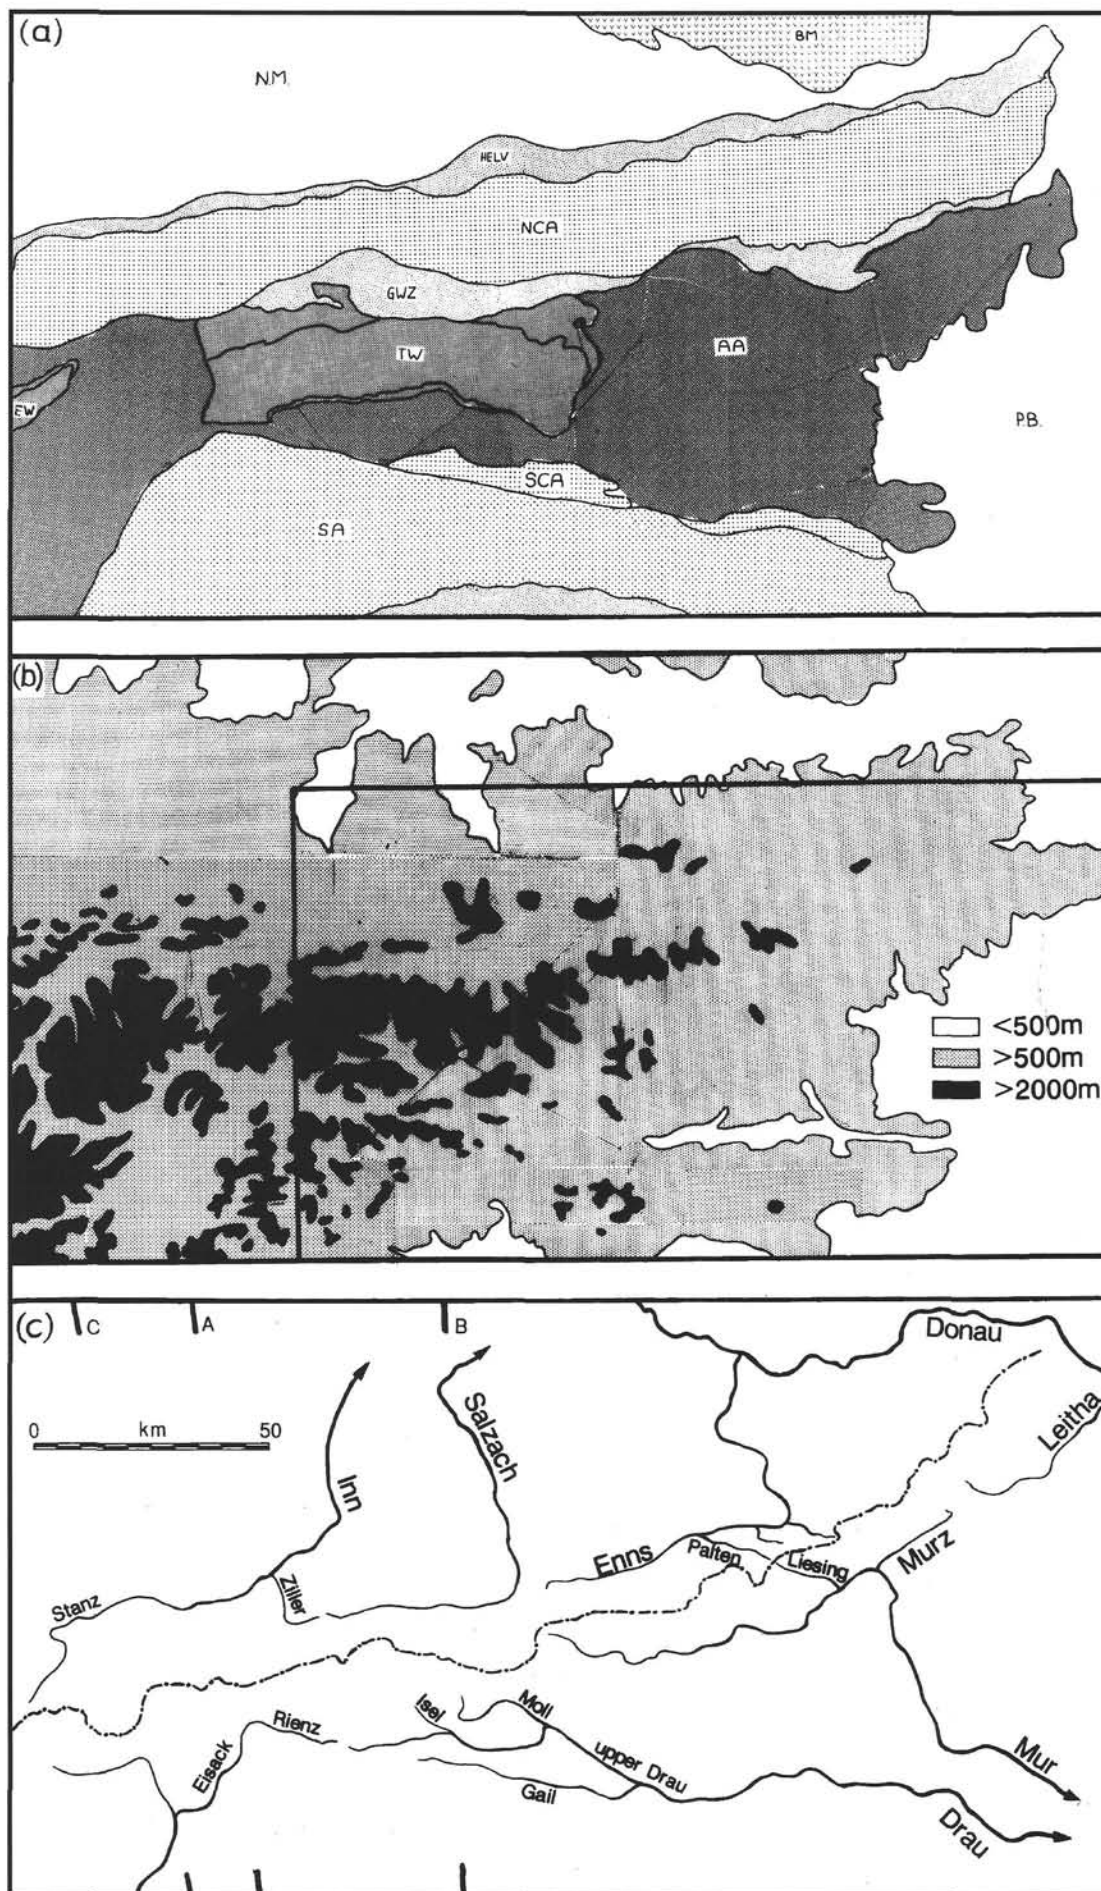 (a)
BM
N.M.
HELV
NCA
GWZ
TW
AA
EW
P.B.
SCA
SA
(b)
<500m
>500m
>2000m
(c)
C
A
B
Donau
Leitha
0 km 50
Salzach
Inn
Enns
Palten
Liesing
Murz
Ziller
Stanz
Isel
Moll
Rienz
Eisack
upper Drau
Gail
Mur
Drau